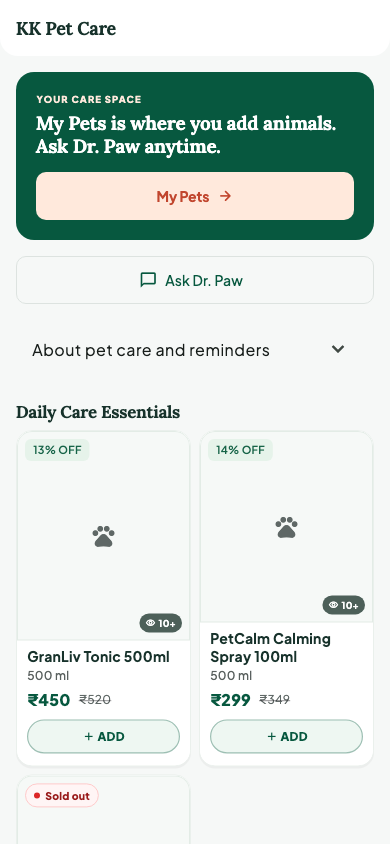 KK Pet Care
YOUR CARE SPACE
My Pets is where you add animals.
Ask Dr. Paw anytime.
My Pets →
Ask Dr. Paw
About pet care and reminders
Daily Care Essentials
13% OFF
10+
GranLiv Tonic 500ml
500 ml
₹450 ₹520
+ ADD
14% OFF
10+
PetCalm Calming
Spray 100ml
500 ml
₹299 ₹349
+ ADD
Sold out